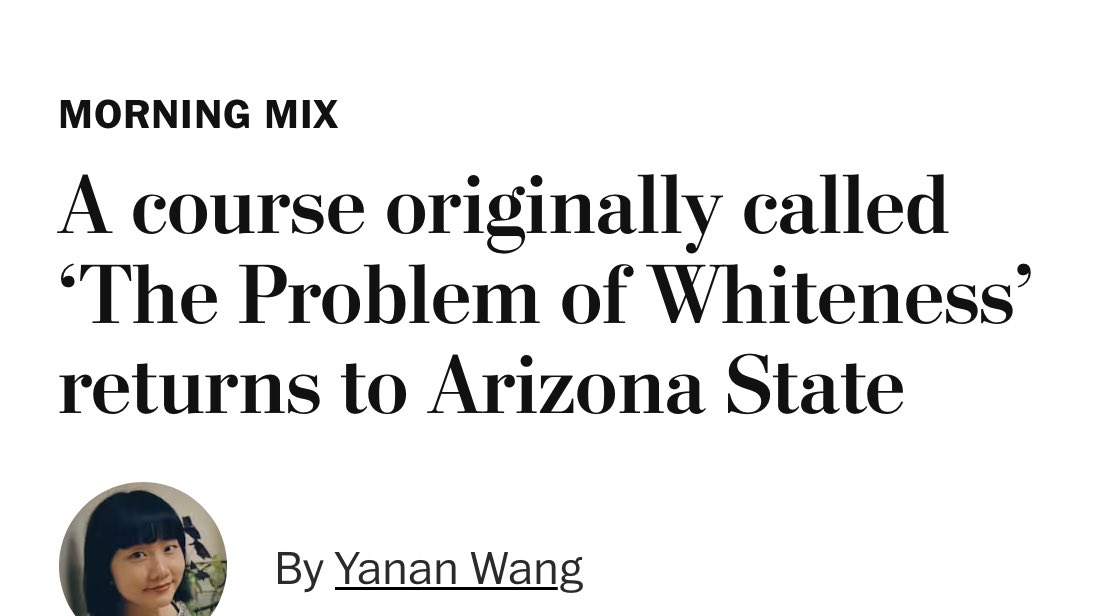 MORNING MIX
A course originally called
‘The Problem of Whiteness’
returns to Arizona State
By Yanan Wang